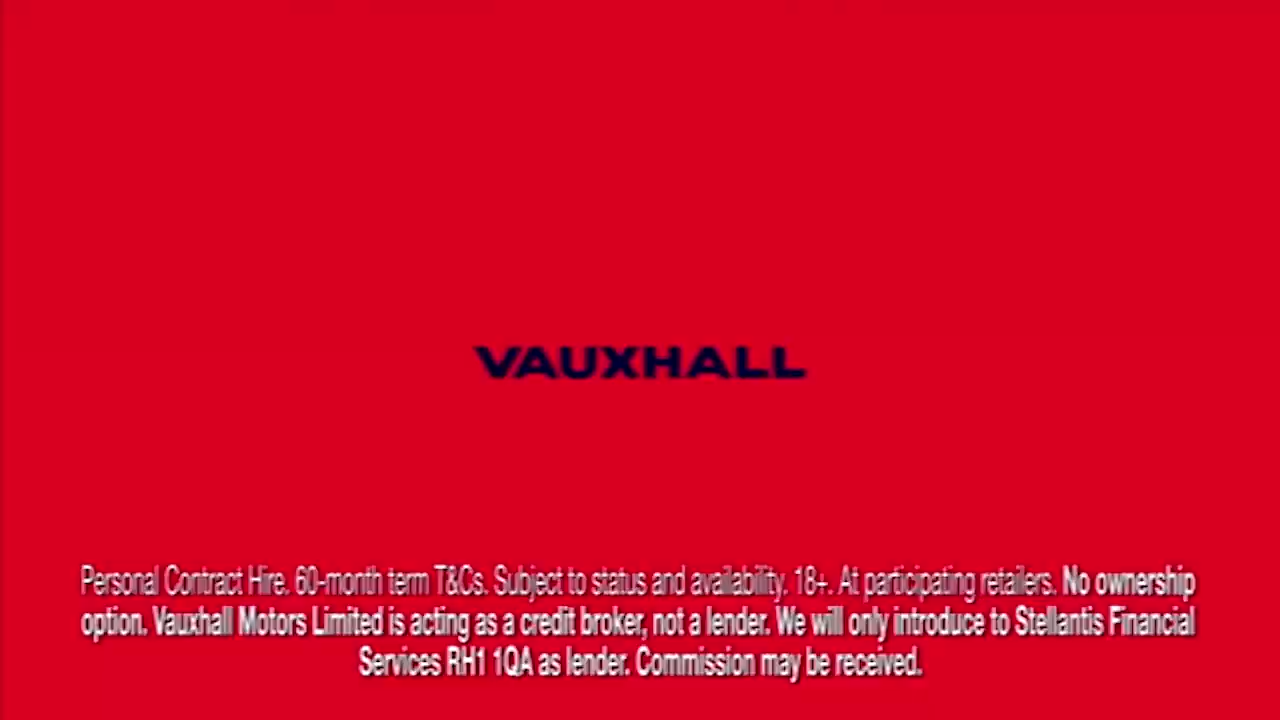 VAUXHALL
Personal Contract Hire. 60-month term T&Cs. Subject to status and availability. 18+. At participating retailers. No ownership
option. Vauxhall Motors Limited is acting as a credit broker, not a lender. We will only introduce to Stellantis Financial
Services RH1 1QA as lender. Commission may be received.